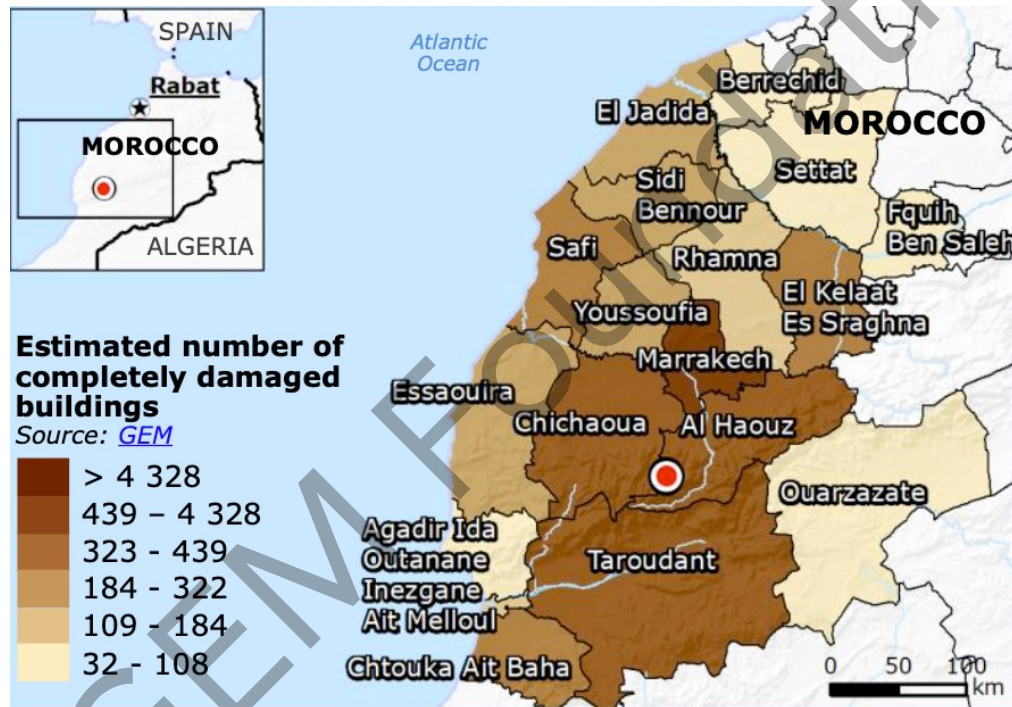 SPAIN
Rabat
MOROCCO
ALGERIA
Atlantic
Ocean
Berrechid
El Jadida
MOROCCO
Settat
Sidi
Bennour
Fquih
Ben Saleh
Safi
Rhamna
El Kelaat
Es Sraghna
Youssoufia
Marrakech
Essaouira
Chichaoua
Al Haouz
Ouarzazate
Agadir Ida
Outanane
Inezgane
Ait Melloul
Taroudant
Chtouka Ait Baha
Estimated number of
completely damaged
buildings
Source: GEM
> 4 328
439 – 4 328
323 - 439
184 - 322
109 - 184
32 - 108
0 50 100
km
GEM Foundati